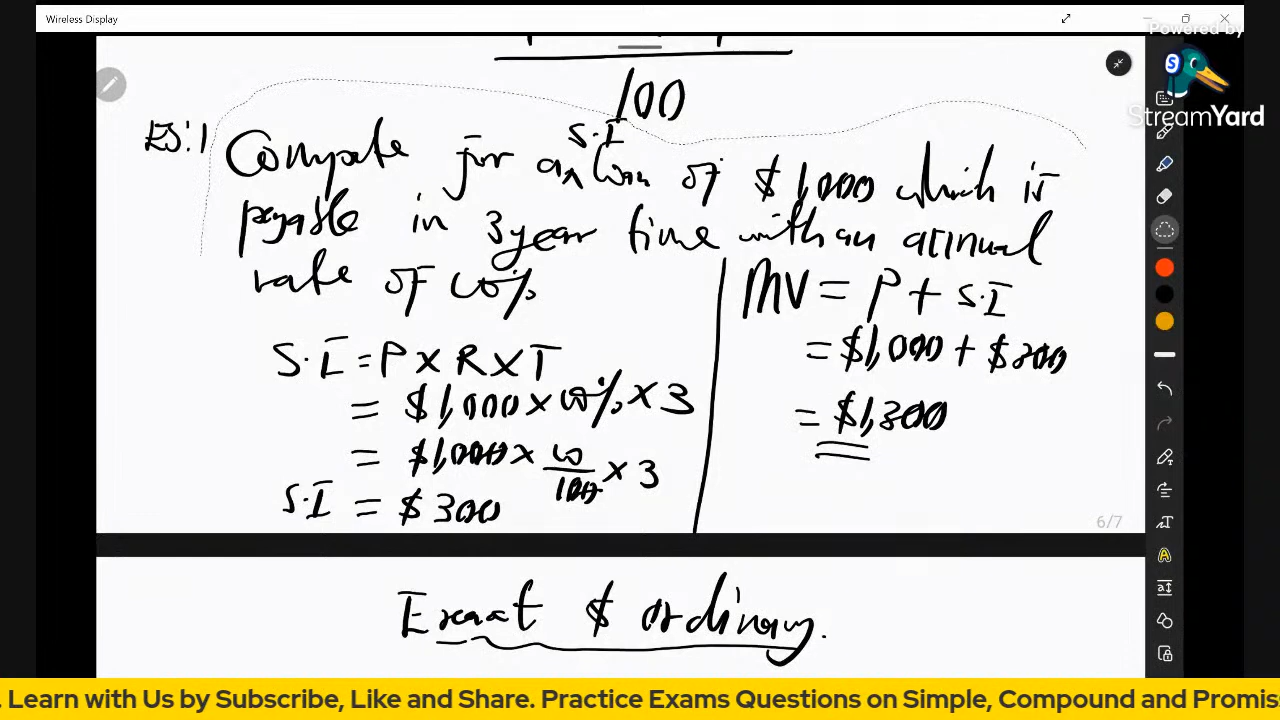 Wireless Display
Powered by
StreamYard
100
S.I
Compute for a loan of $1,000 which is
payable in 3 year time with an annual
rate of 10%
S.I = P x R x T
= $1,000 x 10% x 3
= $1,000 x 10/100 x 3
S.I = $300
MV = P + S.I
= $1,000 + $300
= $1,300
6/7
Exact $ ordinary.
. Learn with Us by Subscribe, Like and Share. Practice Exams Questions on Simple, Compound and Promis